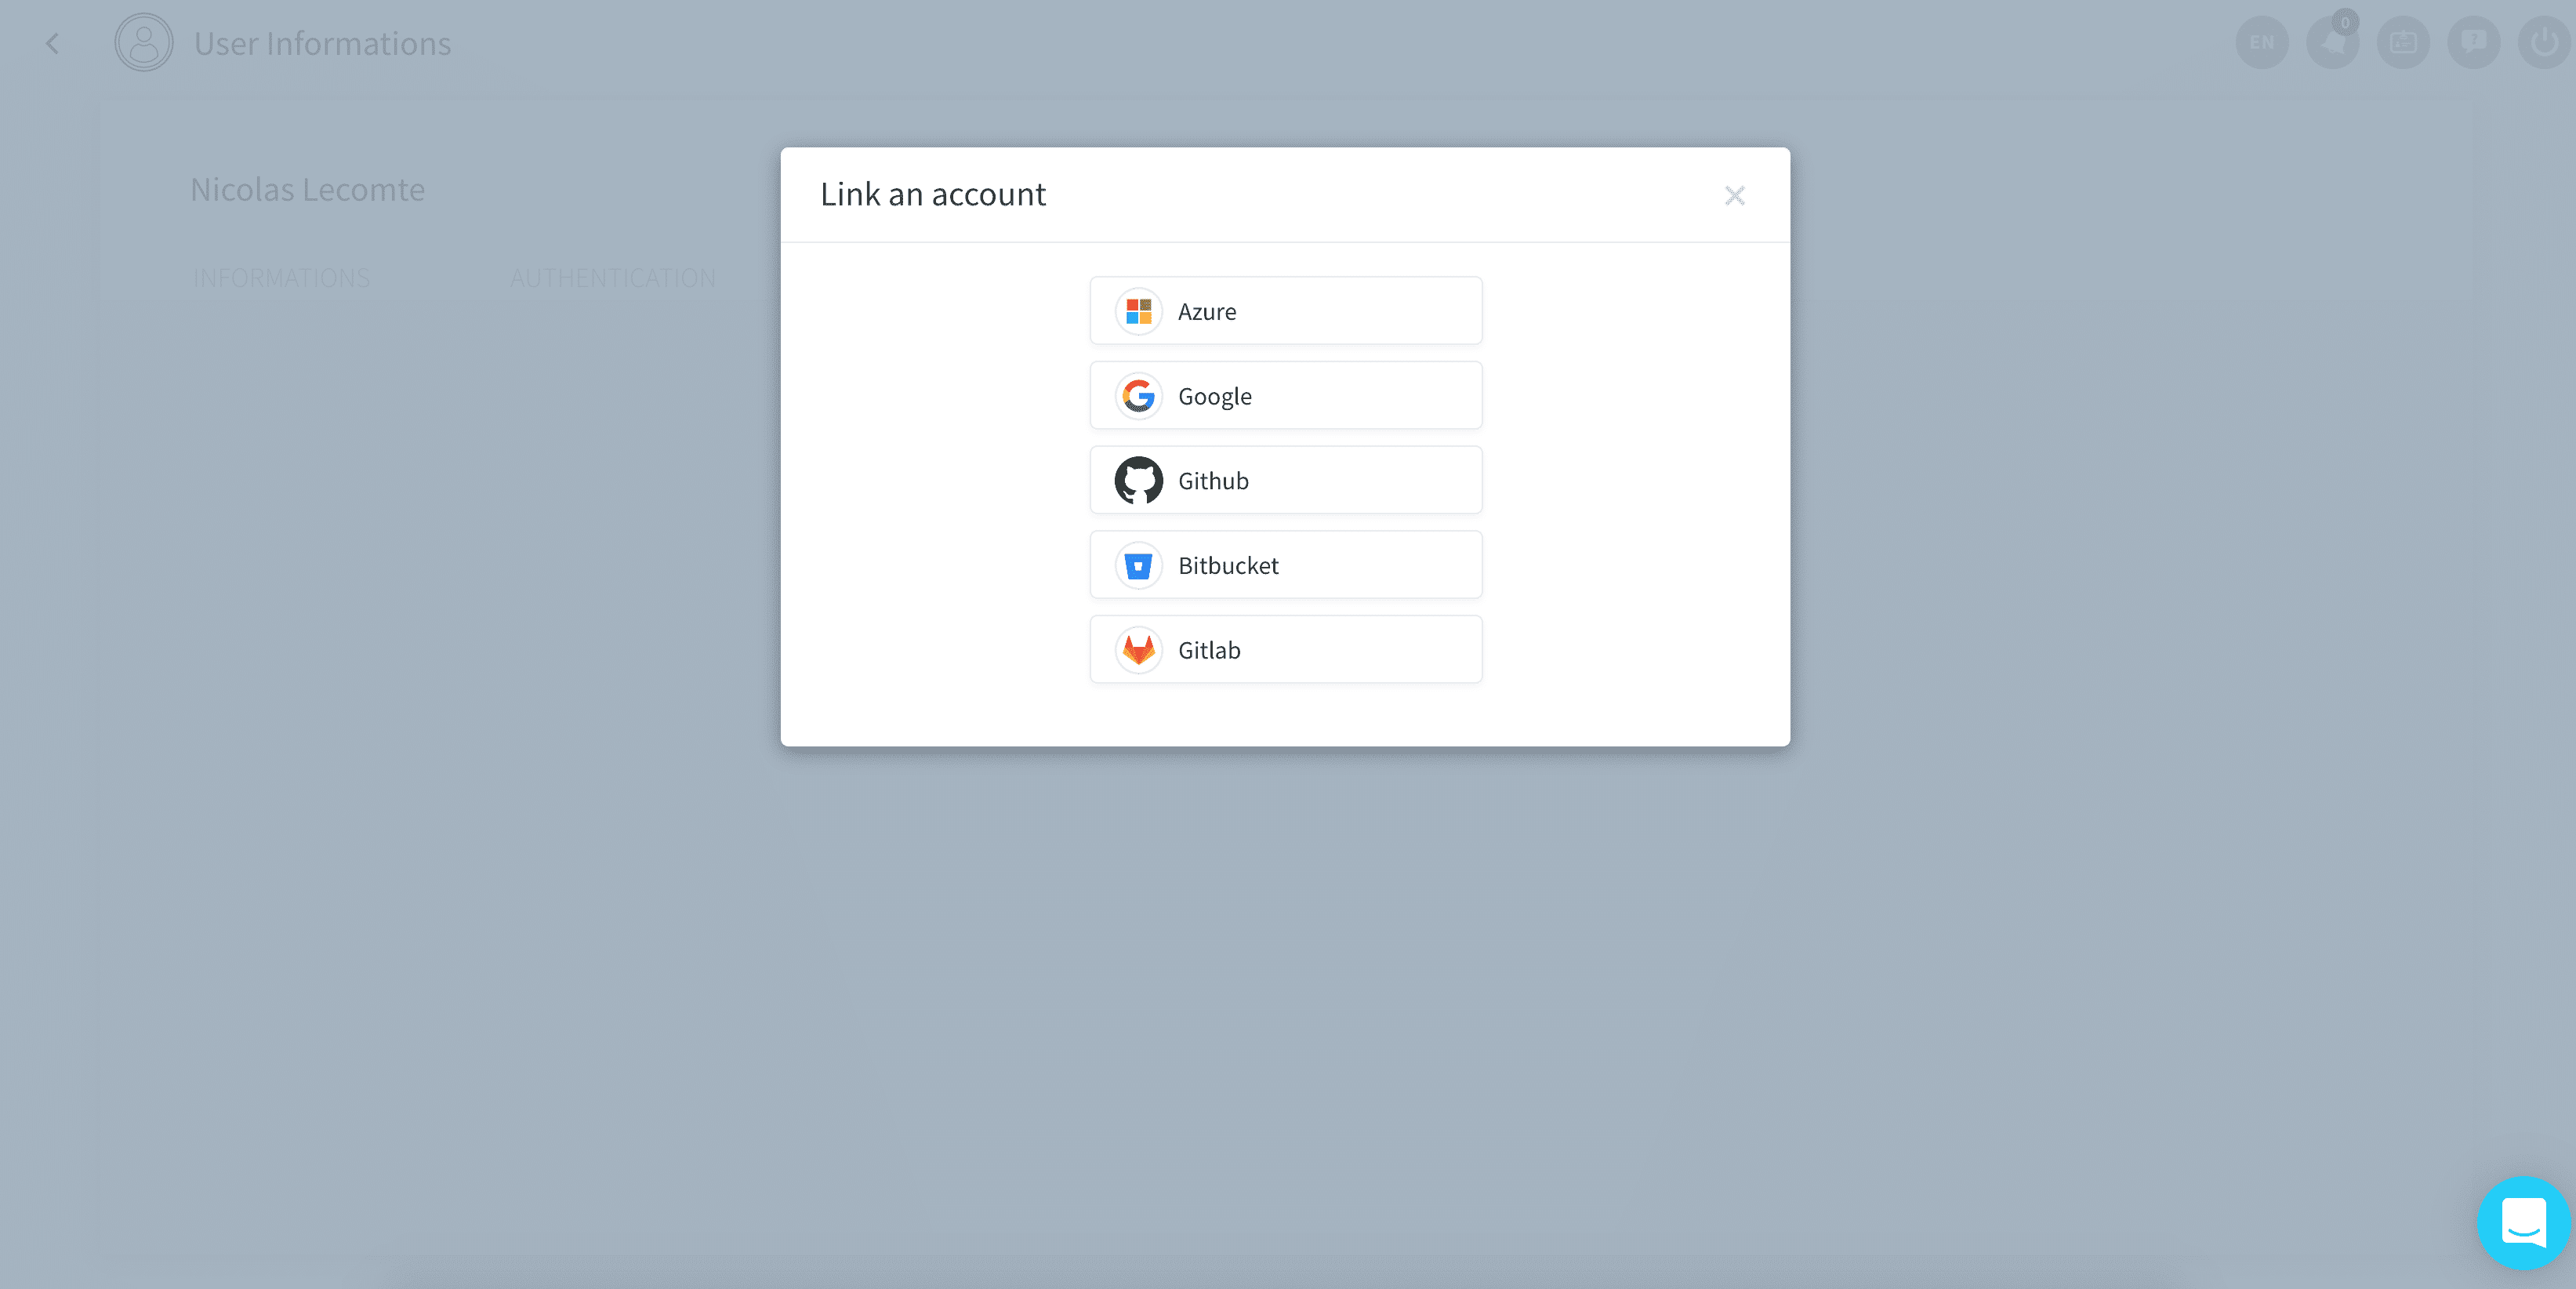 User Informations
EN
0
?
Nicolas Lecomte
INFORMATIONS
AUTHENTICATION
Link an account
Azure
Google
Github
Bitbucket
Gitlab